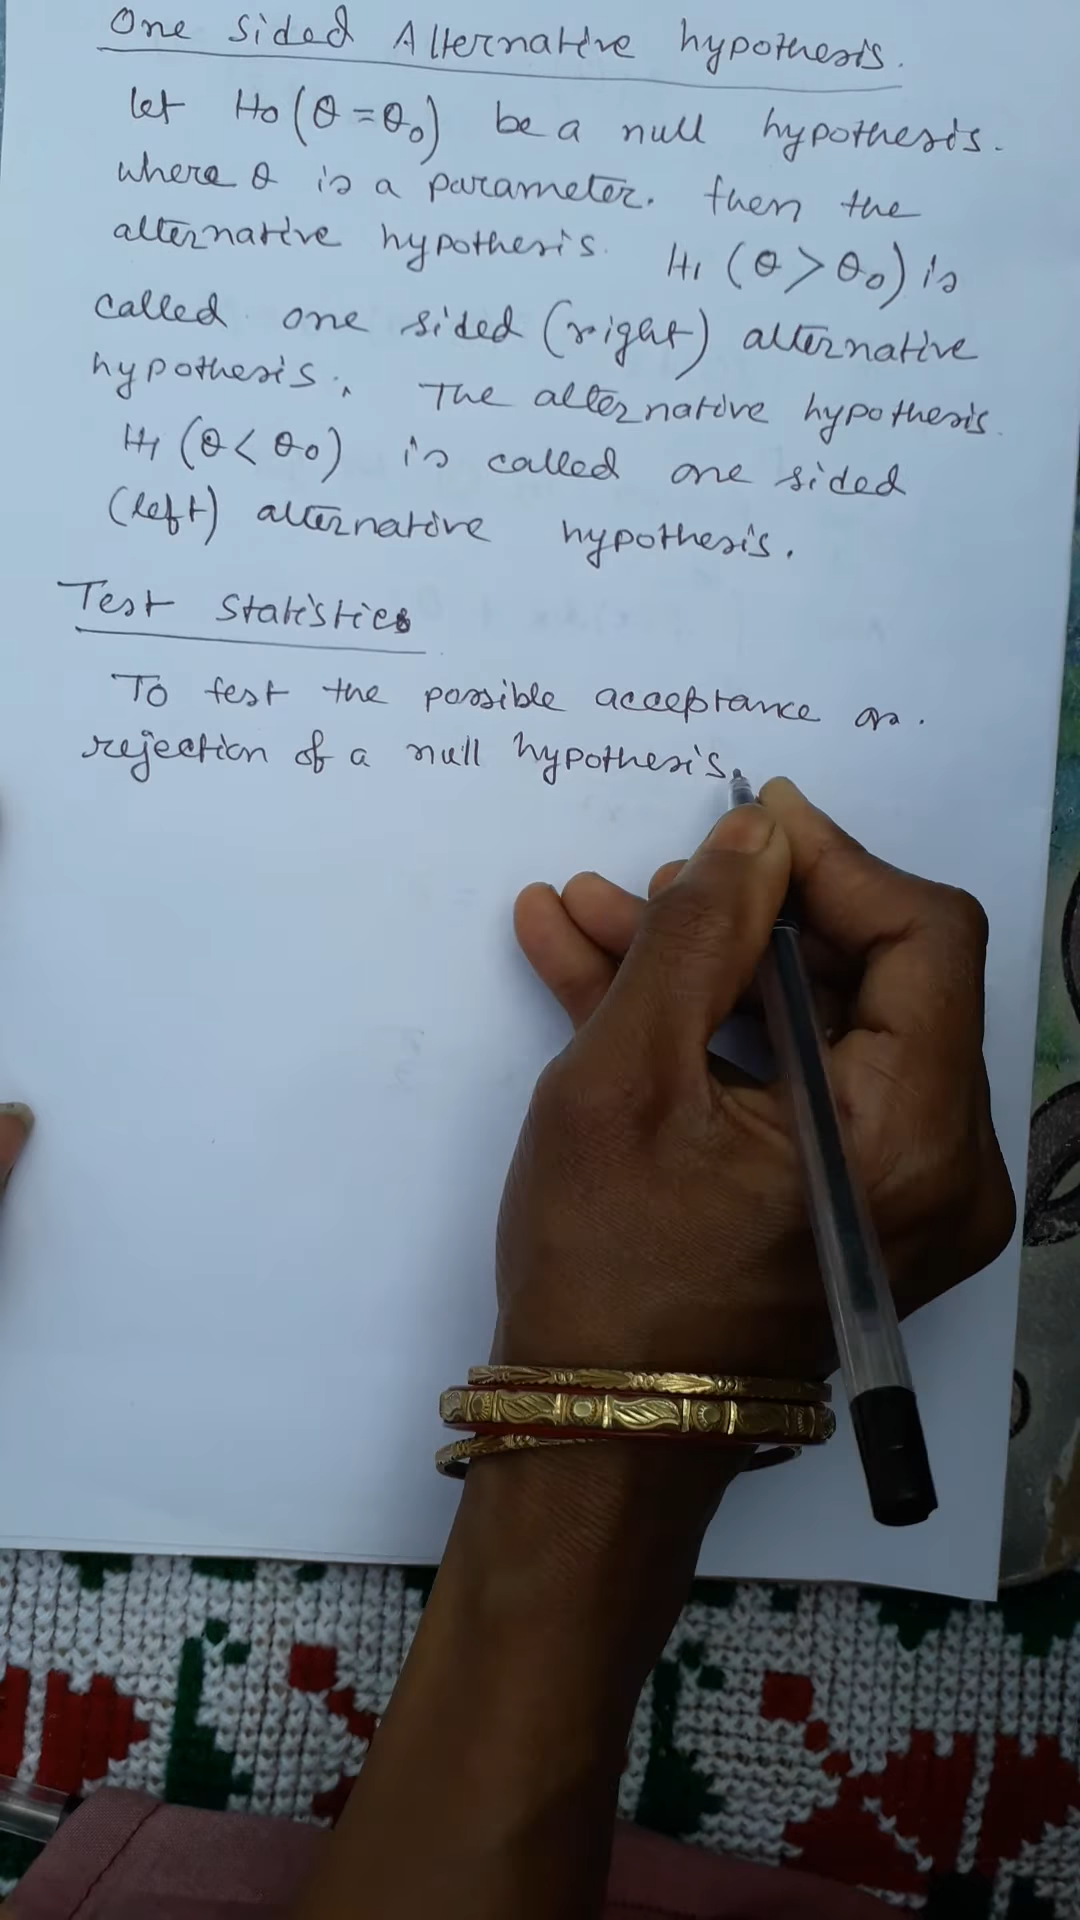 One sided Alternative hypothesis.
let H0 (θ = θ0) be a null hypothesis.
where θ is a parameter. then the
alternative hypothesis. H1 (θ > θ0) is
called one sided (right) alternative
hypothesis. The alternative hypothesis.
H1 (θ < θ0) is called one sided
(left) alternative hypothesis.
Test Statistics
To test the possible acceptance or.
rejection of a null hypothesis.